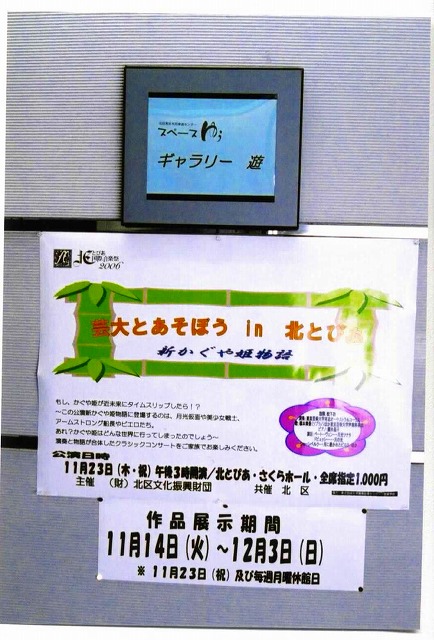 スペースゆう
ギャラリー 遊
北とぴあ
国際音楽祭
2006
藝大とあそぼう in 北とぴあ
新かぐや姫物語
もし、かぐや姫が近未来にタイムスリップしたら!?
~この公演新かぐや姫物語に登場するのは、月光仮面や美少女戦士、
アームストロング船長やピエロたち。
あれ?かぐや姫はどんな世界に行ってしまったのでしょう~
演奏と物語が合体したクラシックコンサートをご家族でお楽しみください。
公演日時
11月23日(木・祝)午後3時開演/北とぴあ・さくらホール・全席指定1,000円
主催 (財)北区文化振興財団 共催 北区
作品展示期間
11月14日(火)~12月3日(日)
※11月23日(祝)及び毎週月曜休館日